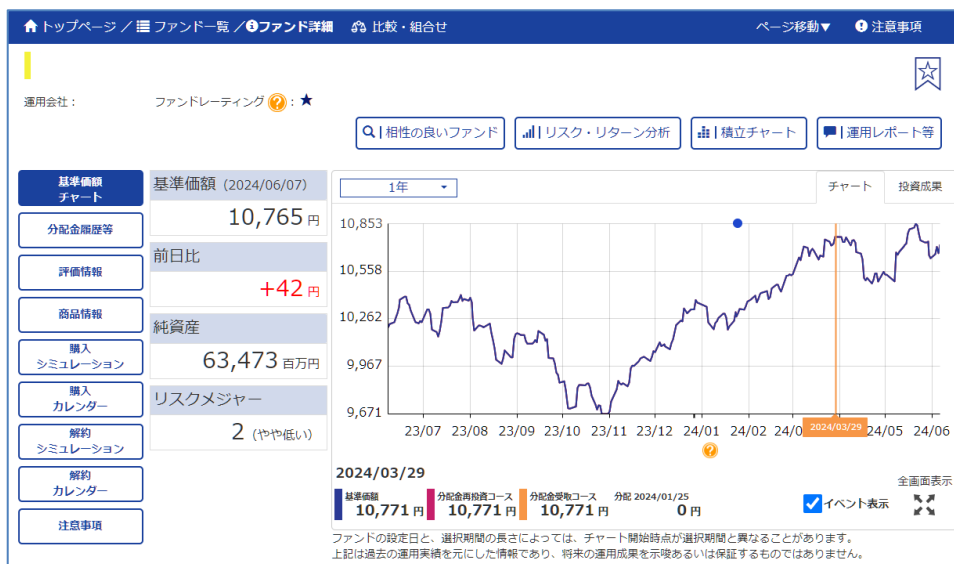 トップページ / ファンド一覧 / ファンド詳細 比較・組合せ ページ移動▼ 注意事項
運用会社： ファンドレーティング ? : ★
相性の良いファンド リスク・リターン分析 積立チャート 運用レポート等
基準価額
チャート
分配金履歴等
評価情報
商品情報
購入
シミュレーション
購入
カレンダー
解約
シミュレーション
解約
カレンダー
注意事項
基準価額 (2024/06/07)
10,765 円
前日比
+42 円
純資産
63,473 百万円
リスクメジャー
2 (やや低い)
1年 チャート 投資成果
10,853
10,558
10,262
9,967
9,671
23/07 23/08 23/09 23/10 23/11 23/12 24/01 24/02 24/0 2024/03/29 24/05 24/06
?
2024/03/29 全画面表示
基準価額 分配金再投資コース 分配金受取コース 分配 2024/01/25
10,771 円 10,771 円 10,771 円 0 円 イベント表示
ファンドの設定日と、選択期間の長さによっては、チャート開始時点が選択期間と異なることがあります。
上記は過去の運用実績を元にした情報であり、将来の運用成果を示唆あるいは保証するものではありません。